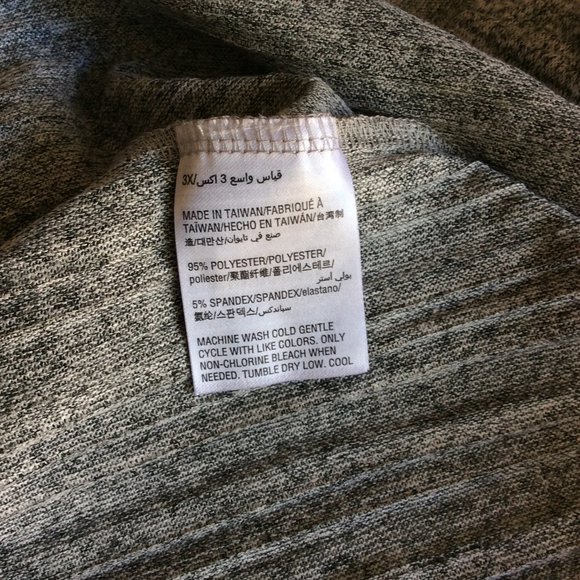 3X/قياس واسع 3 اكس
MADE IN TAIWAN/FABRIQUÉ À
TAÏWAN/HECHO EN TAIWÁN/台湾制
造/대만산/صنع في تايوان
95% POLYESTER/POLYESTER/
poliester/聚酯纤维/폴리에스테르/
بولي استر
5% SPANDEX/SPANDEX/elastano/
氨纶/스판덱스/سباندكس
MACHINE WASH COLD GENTLE
CYCLE WITH LIKE COLORS. ONLY
NON-CHLORINE BLEACH WHEN
NEEDED. TUMBLE DRY LOW. COOL